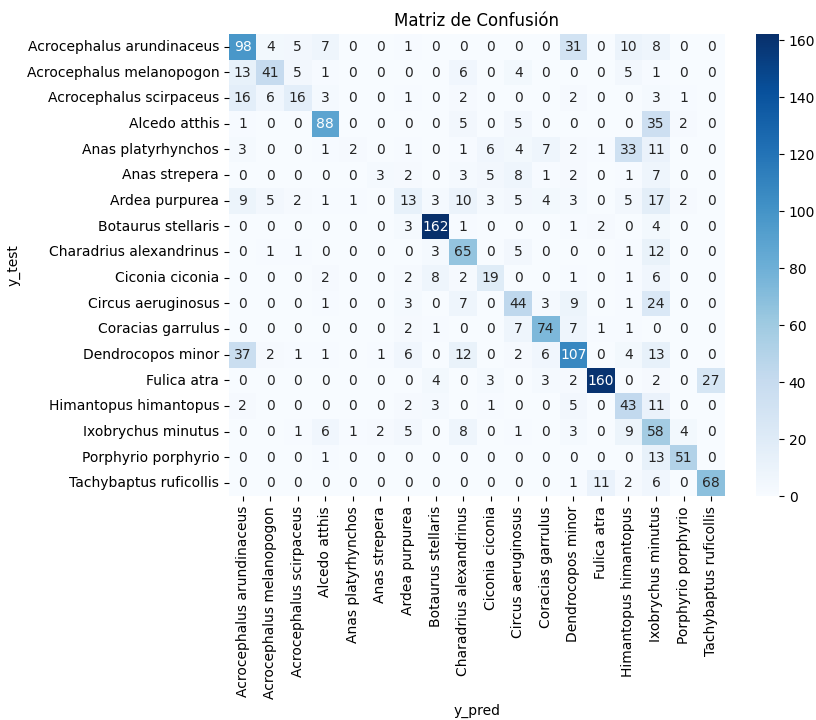 Matriz de Confusión
y_test
Acrocephalus arundinaceus 98 4 5 7 0 0 1 0 0 0 0 0 31 0 10 8 0 0
Acrocephalus melanopogon 13 41 5 1 0 0 0 0 6 0 4 0 0 0 5 1 0 0
Acrocephalus scirpaceus 16 6 16 3 0 0 1 0 2 0 0 0 2 0 0 3 1 0
Alcedo atthis 1 0 0 88 0 0 0 0 5 0 5 0 0 0 0 35 2 0
Anas platyrhynchos 3 0 0 1 2 0 1 0 1 6 4 7 2 1 33 11 0 0
Anas strepera 0 0 0 0 0 3 2 0 3 5 8 1 2 0 1 7 0 0
Ardea purpurea 9 5 2 1 1 0 13 3 10 3 5 4 3 0 5 17 2 0
Botaurus stellaris 0 0 0 0 0 0 3 162 1 0 0 0 1 2 0 4 0 0
Charadrius alexandrinus 0 1 1 0 0 0 0 3 65 0 5 0 0 0 1 12 0 0
Ciconia ciconia 0 0 0 2 0 0 2 8 2 19 0 0 1 0 1 6 0 0
Circus aeruginosus 0 0 0 1 0 0 3 0 7 0 44 3 9 0 1 24 0 0
Coracias garrulus 0 0 0 0 0 0 2 1 0 0 7 74 7 1 1 0 0 0
Dendrocopos minor 37 2 1 1 0 1 6 0 12 0 2 6 107 0 4 13 0 0
Fulica atra 0 0 0 0 0 0 0 4 0 3 0 3 2 160 0 2 0 27
Himantopus himantopus 2 0 0 0 0 0 2 3 0 1 0 0 5 0 43 11 0 0
Ixobrychus minutus 0 0 1 6 1 2 5 0 8 0 1 0 3 0 9 58 4 0
Porphyrio porphyrio 0 0 0 1 0 0 0 0 0 0 0 0 0 0 0 13 51 0
Tachybaptus ruficollis 0 0 0 0 0 0 0 0 0 0 0 0 1 11 2 6 0 68
Acrocephalus arundinaceus
Acrocephalus melanopogon
Acrocephalus scirpaceus
Alcedo atthis
Anas platyrhynchos
Anas strepera
Ardea purpurea
Botaurus stellaris
Charadrius alexandrinus
Ciconia ciconia
Circus aeruginosus
Coracias garrulus
Dendrocopos minor
Fulica atra
Himantopus himantopus
Ixobrychus minutus
Porphyrio porphyrio
Tachybaptus ruficollis
y_pred
160
140
120
100
80
60
40
20
0